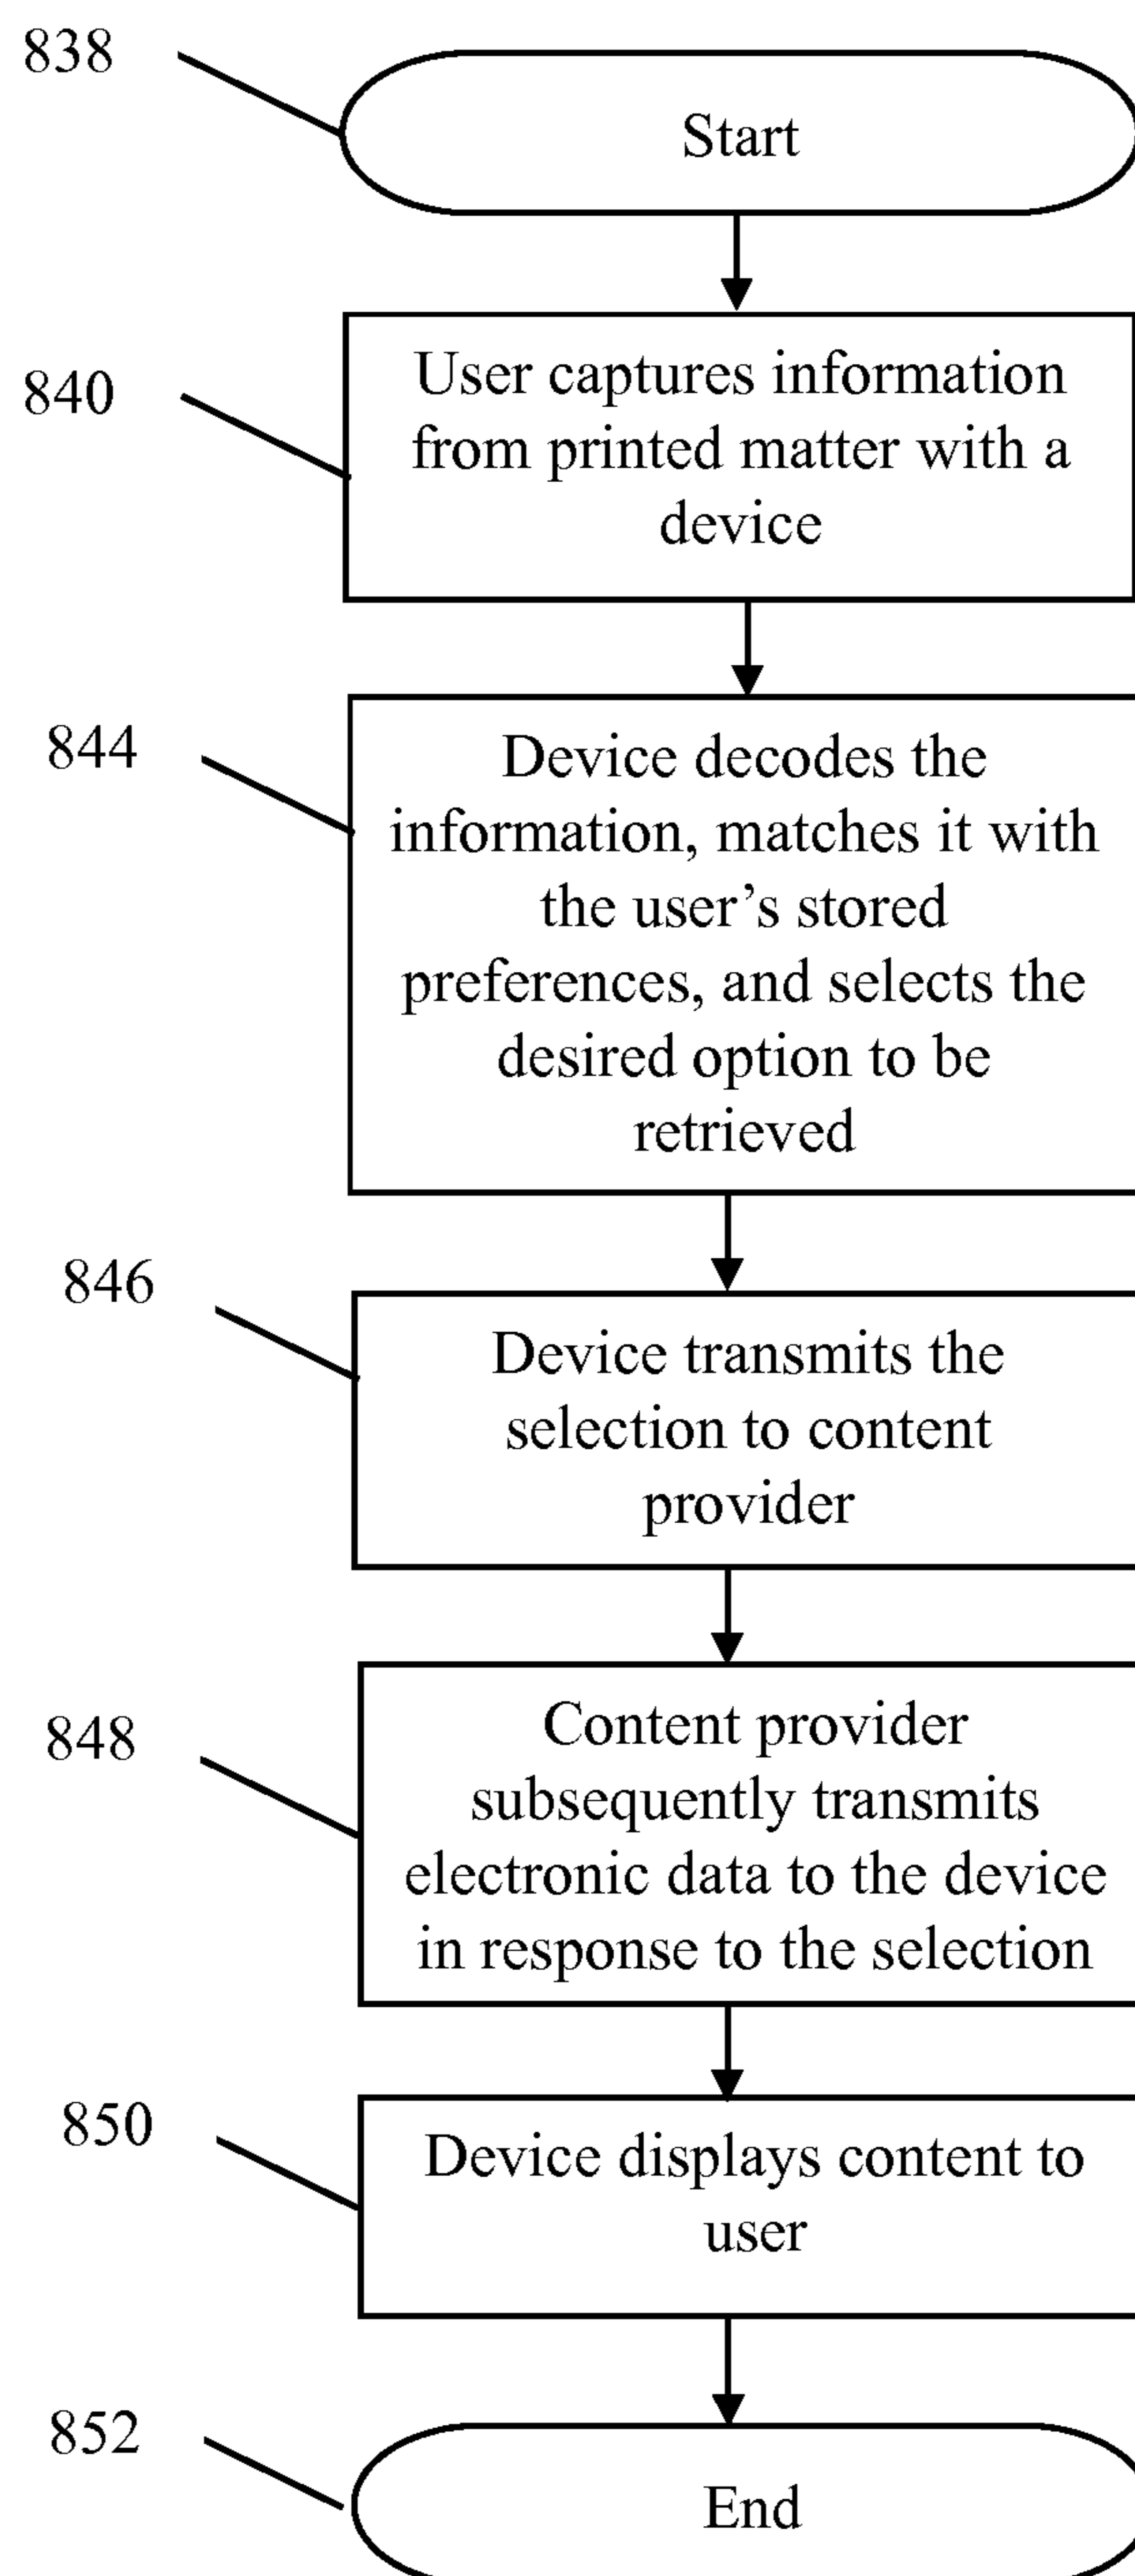 838
Start
840
User captures information
from printed matter with a
device
844
Device decodes the
information, matches it with
the user’s stored
preferences, and selects the
desired option to be
retrieved
846
Device transmits the
selection to content
provider
848
Content provider
subsequently transmits
electronic data to the device
in response to the selection
850
Device displays content to
user
852
End